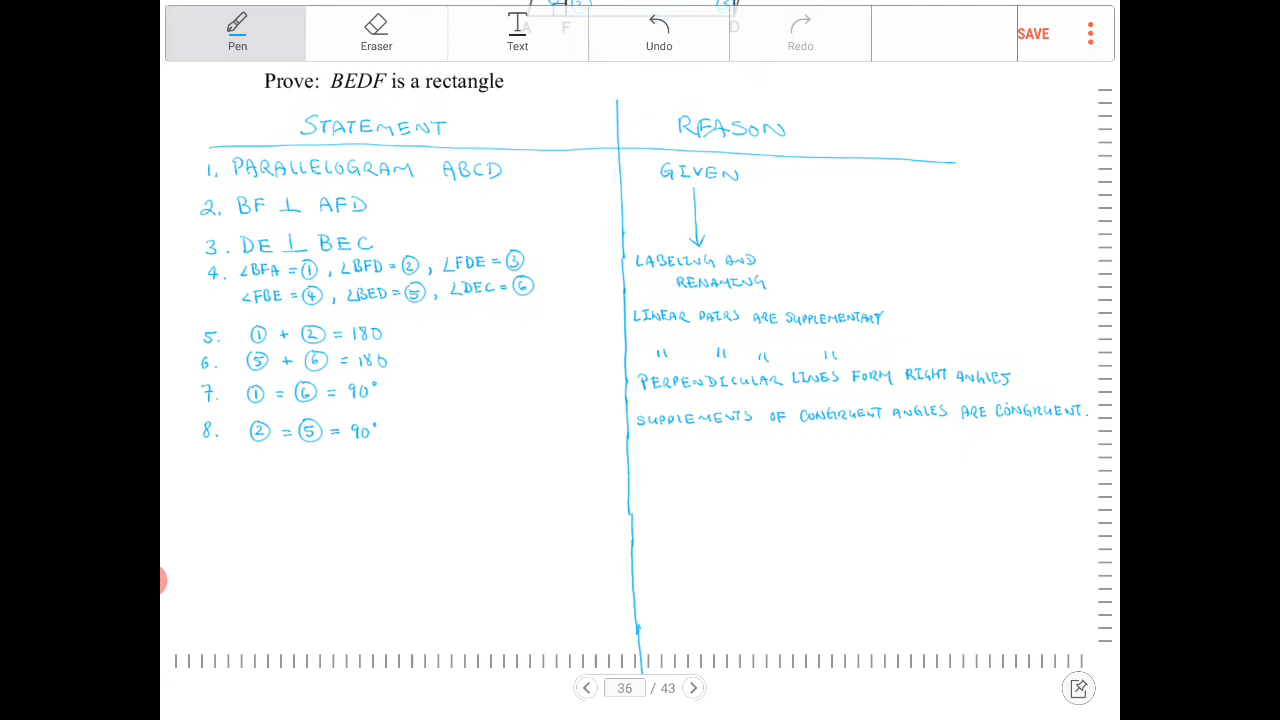 Pen
Eraser
Text
Undo
Redo
SAVE
A F D
Prove: BEDF is a rectangle
STATEMENT
REASON
1. PARALLELOGRAM ABCD
GIVEN
2. BF ⊥ AFD
3. DE ⊥ BEC
4. ∠BFA = ①, ∠BFD = ②, ∠FDE = ③
∠FBE = ④, ∠BED = ⑤, ∠DEC = ⑥
LABELING AND
RENAMING
5. ① + ② = 180
LINEAR PAIRS ARE SUPPLEMENTARY
6. ⑤ + ⑥ = 180
" " " "
7. ① = ⑥ = 90°
PERPENDICULAR LINES FORM RIGHT ANGLES
8. ② = ⑤ = 90°
SUPPLEMENTS OF CONGRUENT ANGLES ARE CONGRUENT.
36 / 43